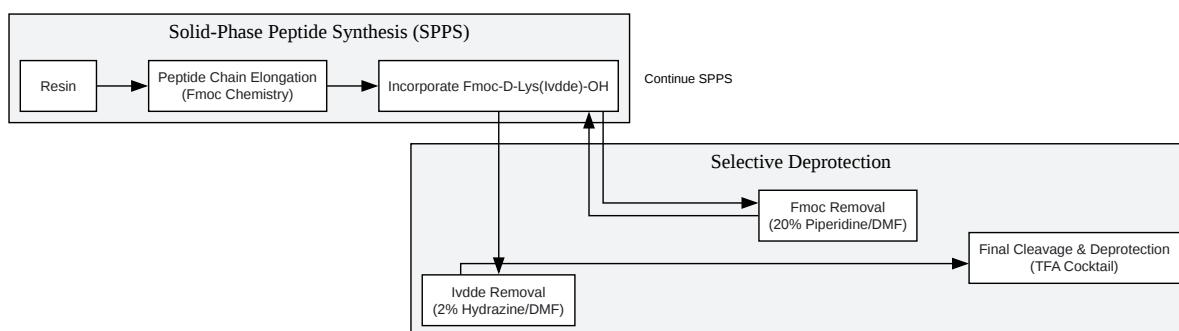 Solid-Phase Peptide Synthesis (SPPS)
Resin
Peptide Chain Elongation
(Fmoc Chemistry)
Incorporate Fmoc-D-Lys(Ivdde)-OH
Continue SPPS
Selective Deprotection
Fmoc Removal
(20% Piperidine/DMF)
Final Cleavage & Deprotection
(TFA Cocktail)
Ivdde Removal
(2% Hydrazine/DMF)